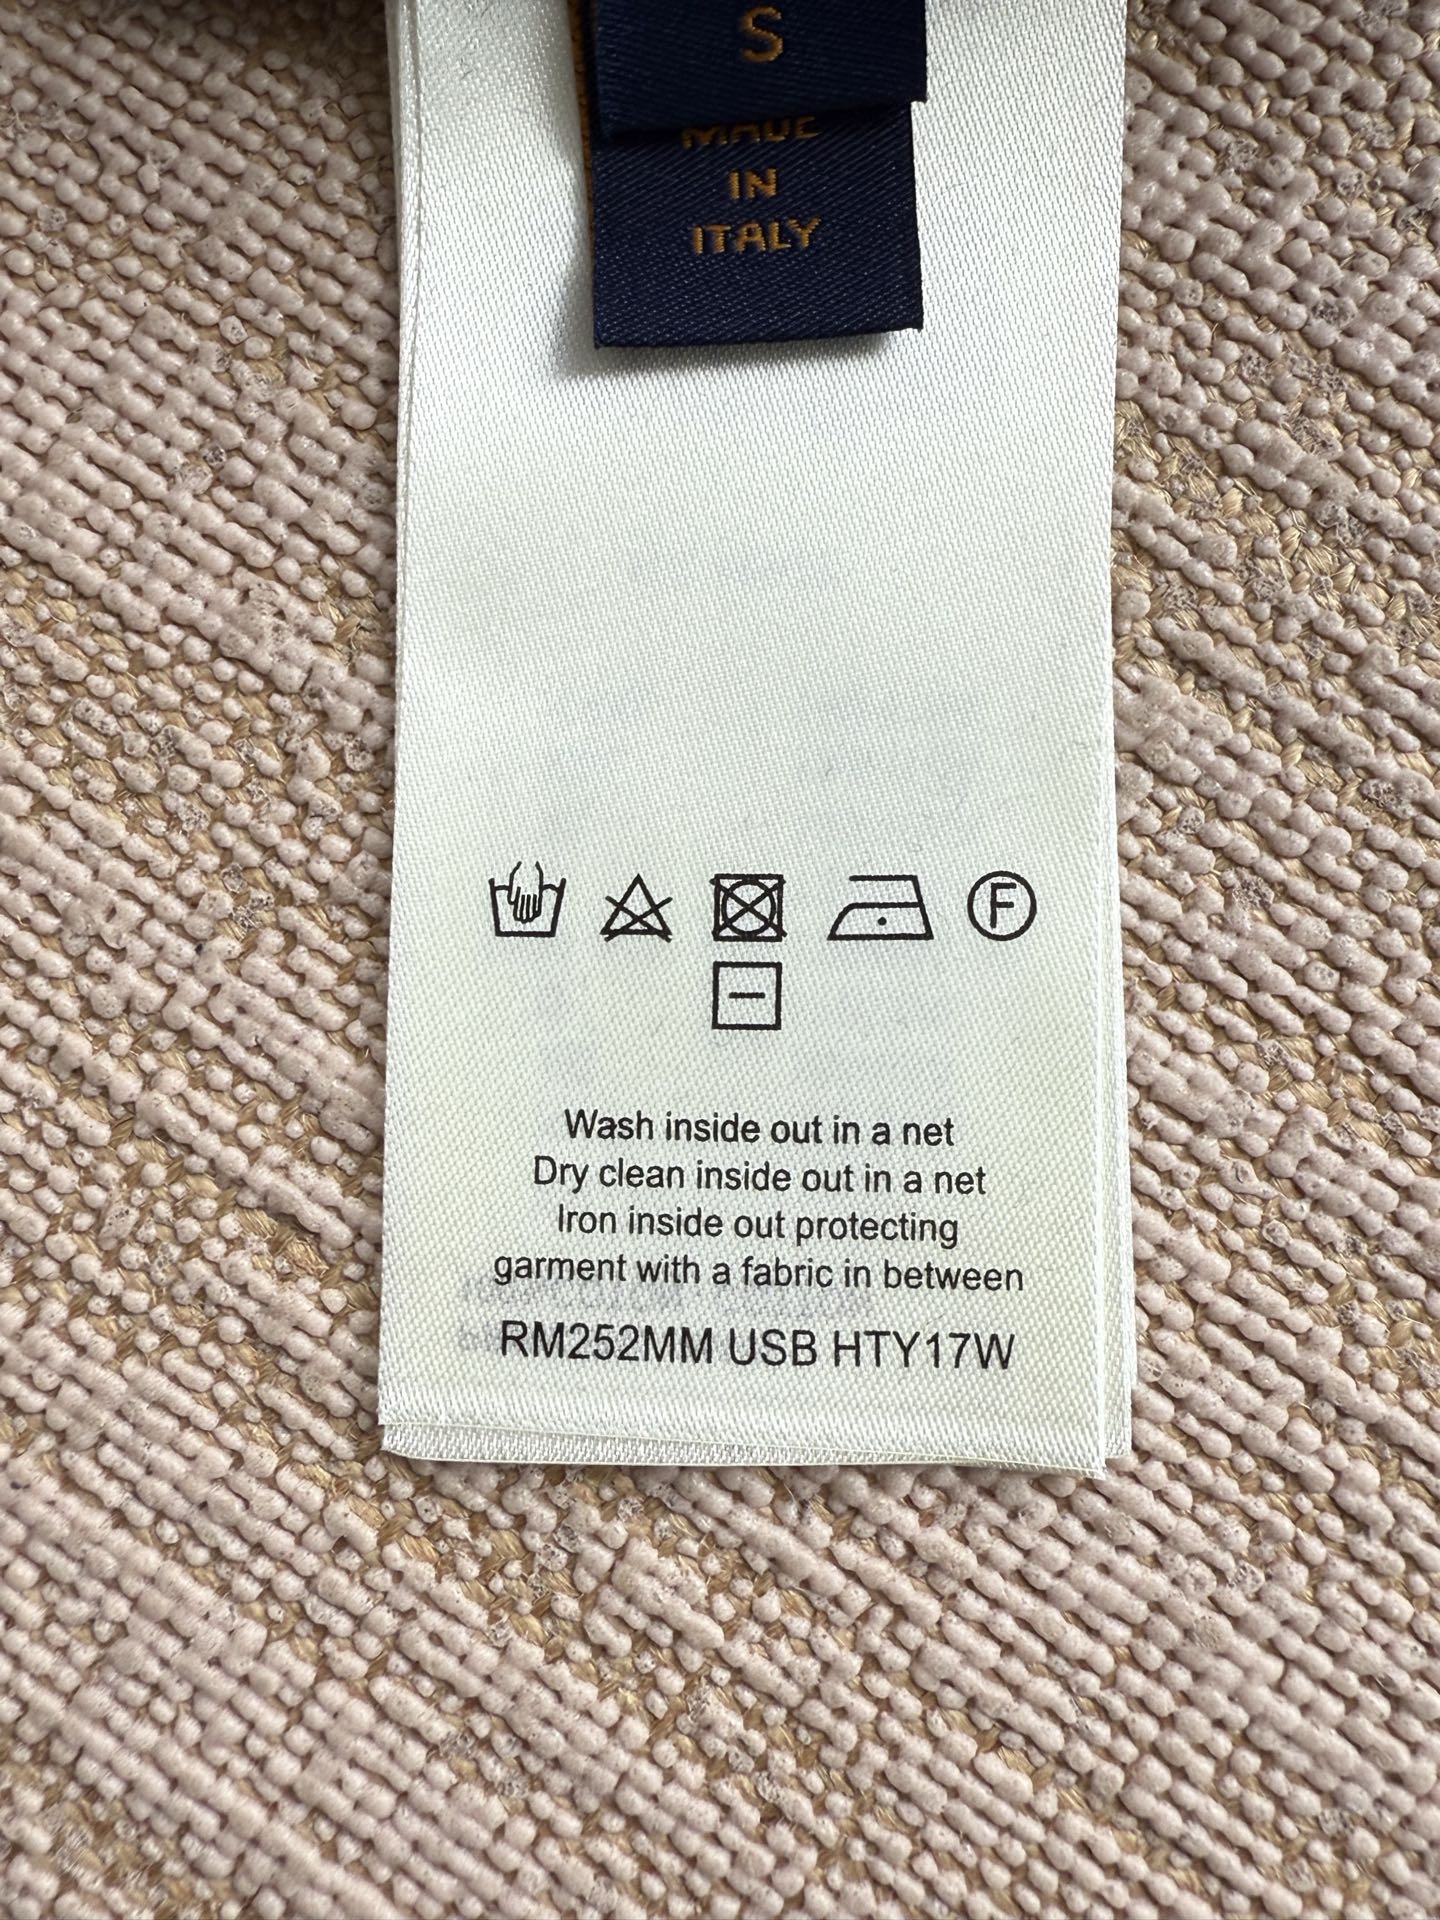 S
MADE
IN
ITALY
F
Wash inside out in a net
Dry clean inside out in a net
Iron inside out protecting
garment with a fabric in between
RM252MM USB HTY17W